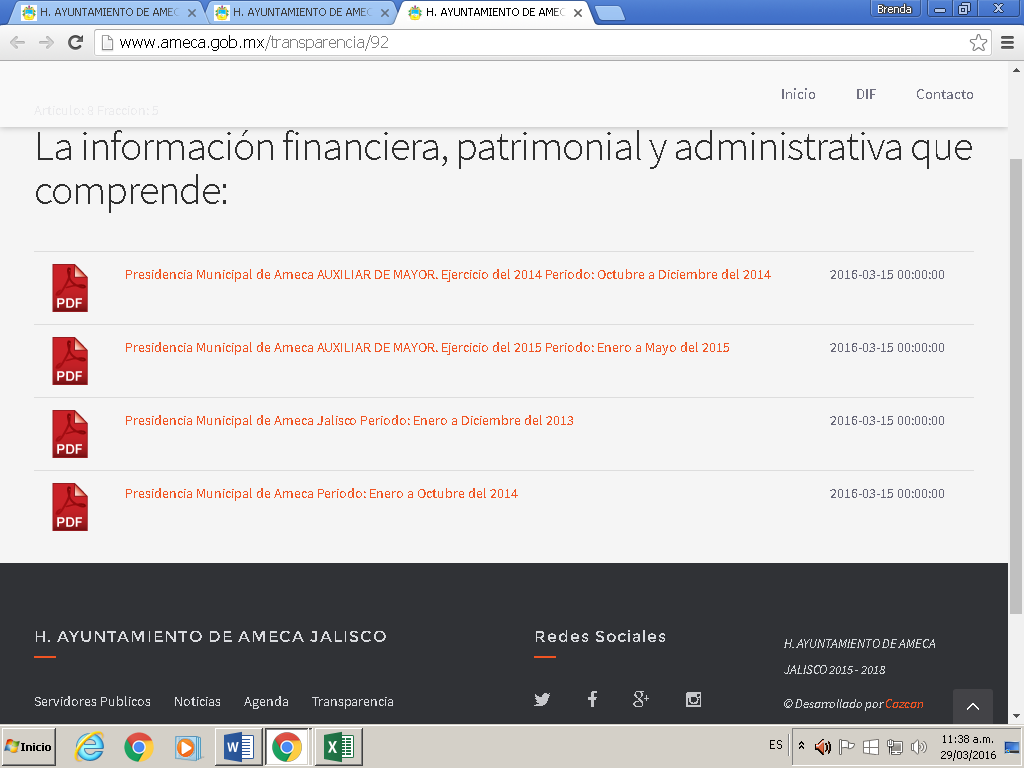 H. AYUNTAMIENTO DE AMEC
H. AYUNTAMIENTO DE AMEC
H. AYUNTAMIENTO DE AMEC
Brenda
www.ameca.gob.mx/transparencia/92
Inicio DIF Contacto
Articulo: 8 Fraccion: 5
La información financiera, patrimonial y administrativa que
comprende:
PDF Presidencia Municipal de Ameca AUXILIAR DE MAYOR. Ejercicio del 2014 Periodo: Octubre a Diciembre del 2014 2016-03-15 00:00:00
PDF Presidencia Municipal de Ameca AUXILIAR DE MAYOR. Ejercicio del 2015 Periodo: Enero a Mayo del 2015 2016-03-15 00:00:00
PDF Presidencia Municipal de Ameca Jalisco Periodo: Enero a Diciembre del 2013 2016-03-15 00:00:00
PDF Presidencia Municipal de Ameca Periodo: Enero a Octubre del 2014 2016-03-15 00:00:00
H. AYUNTAMIENTO DE AMECA JALISCO
Servidores Publicos Noticias Agenda Transparencia
Redes Sociales
H. AYUNTAMIENTO DE AMECA
JALISCO 2015 - 2018
© Desarrollado por Cazcan
Inicio
ES
11:38 a.m.
29/03/2016